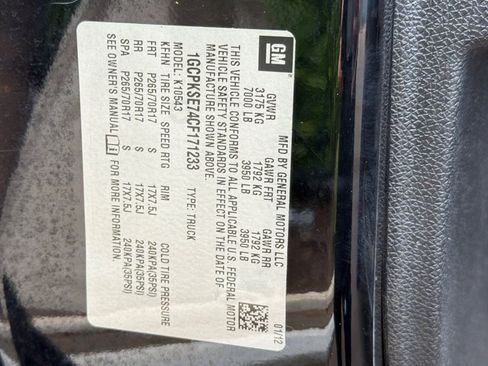 GM
MFD BY GENERAL MOTORS LLC
01/12
GVWR GAWR FRT GAWR RR
3175 KG 1792 KG 1792 KG
7000 LB 3950 LB 3950 LB
THIS VEHICLE CONFORMS TO ALL APPLICABLE U.S. FEDERAL MOTOR
VEHICLE SAFETY STANDARDS IN EFFECT ON THE DATE OF
MANUFACTURE SHOWN ABOVE.
1GCPKSE74CF171233 TYPE: TRUCK
MODEL: K10543
KFHN TIRE SIZE SPEED RTG RIM COLD TIRE PRESSURE
FRT P265/70R17 S 17X7.5J 240KPA(35PSI)
RR P265/70R17 S 17X7.5J 240KPA(35PSI)
SPA P265/70R17 S 17X7.5J 240KPA(35PSI)
SEE OWNER'S MANUAL FOR MORE INFORMATION.